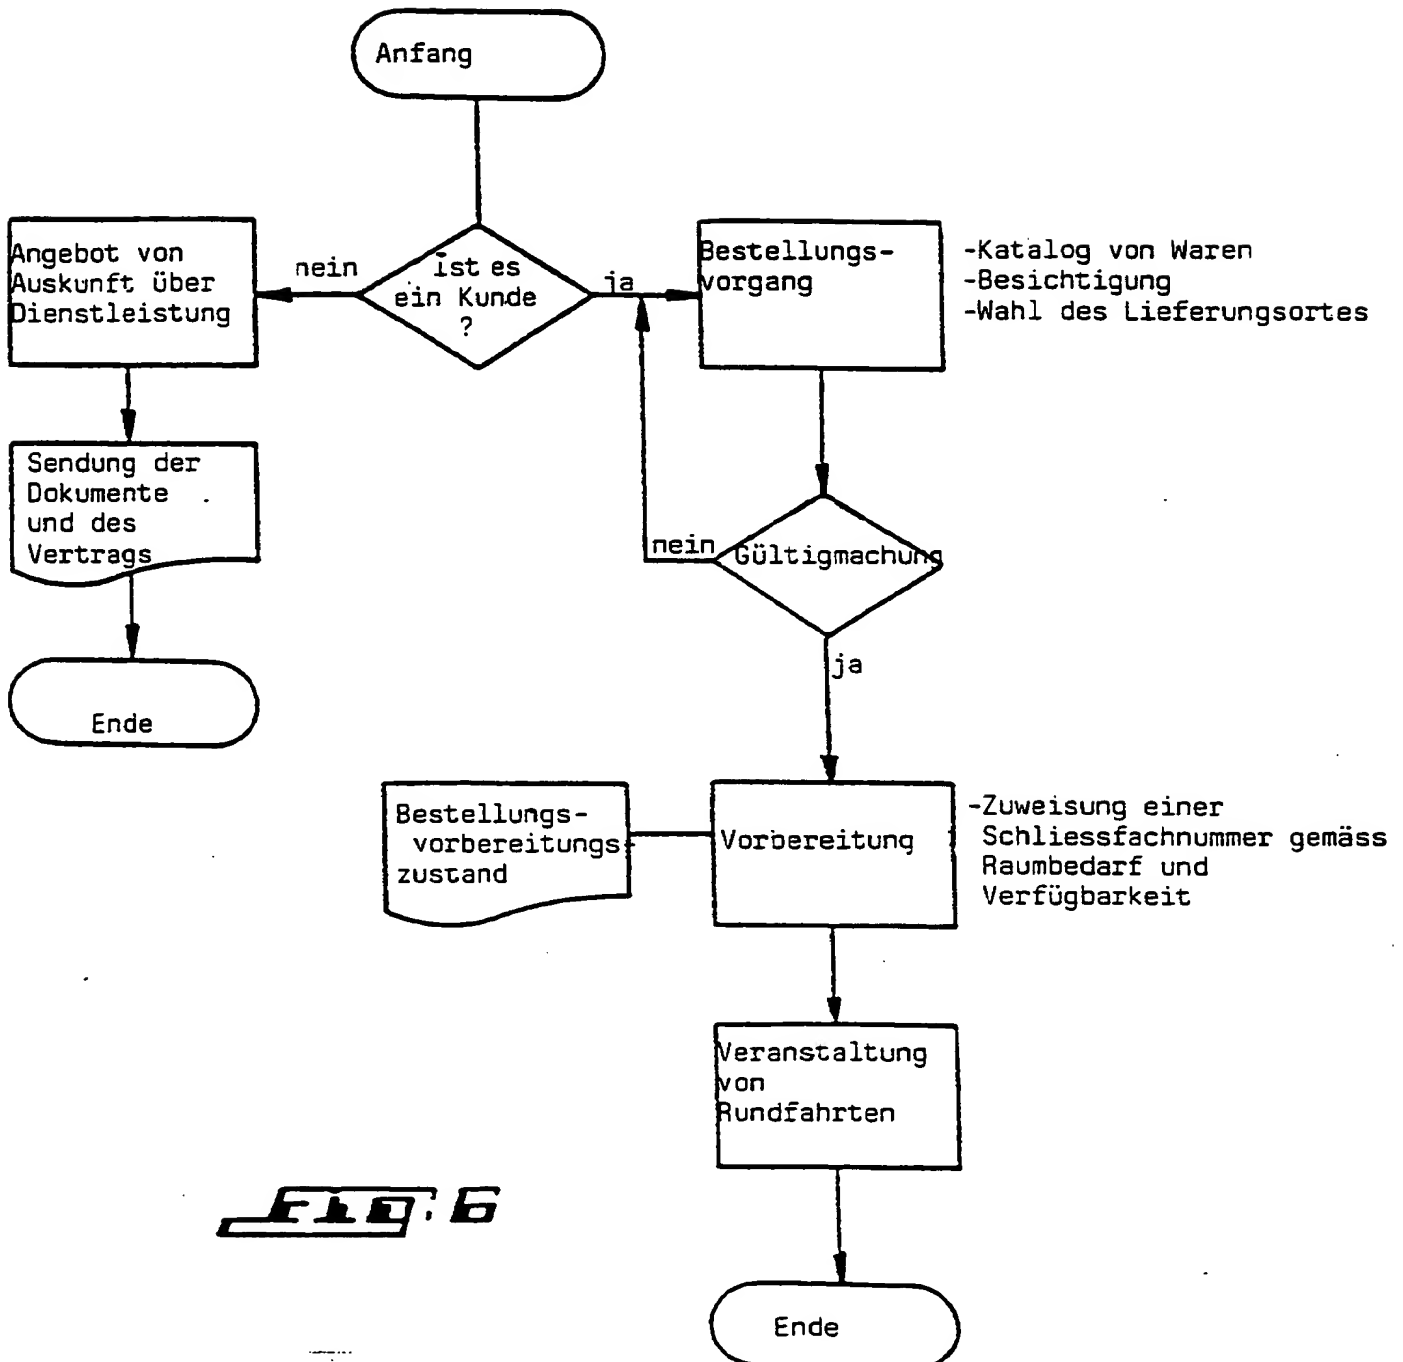 Anfang
Angebot von
Auskunft über
Dienstleistung
nein
Ist es
ein Kunde
?
ja
Bestellungs-
vorgang
-Katalog von Waren
-Besichtigung
-Wahl des Lieferungsortes
Sendung der
Dokumente
und des
Vertrags
nein
Gültigmachung
ja
Ende
Bestellungs-
vorbereitungs-
zustand
Vorbereitung
-Zuweisung einer
Schliessfachnummer gemäss
Raumbedarf und
Verfügbarkeit
Veranstaltung
von
Rundfahrten
Fig. 6
Ende